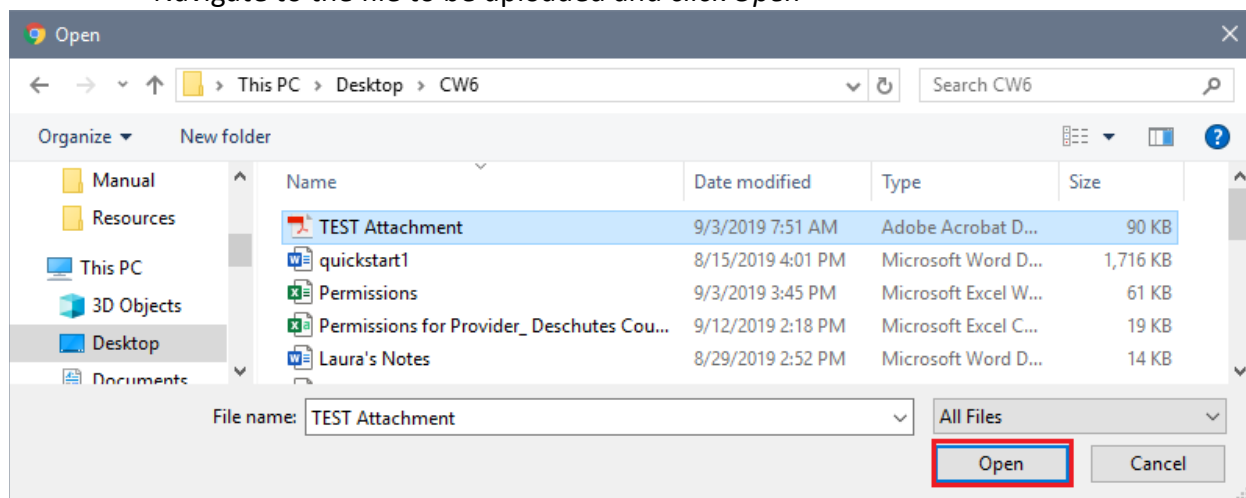 Navigate to the file to be uploaded and click Open
Open
This PC > Desktop > CW6
Search CW6
Organize
New folder
Manual
Resources
This PC
3D Objects
Desktop
Documents
Name Date modified Type Size
TEST Attachment 9/3/2019 7:51 AM Adobe Acrobat D... 90 KB
quickstart1 8/15/2019 4:01 PM Microsoft Word D... 1,716 KB
Permissions 9/3/2019 3:45 PM Microsoft Excel W... 61 KB
Permissions for Provider_ Deschutes Cou... 9/12/2019 2:18 PM Microsoft Excel C... 19 KB
Laura's Notes 8/29/2019 2:52 PM Microsoft Word D... 14 KB
File name: TEST Attachment
All Files
Open Cancel